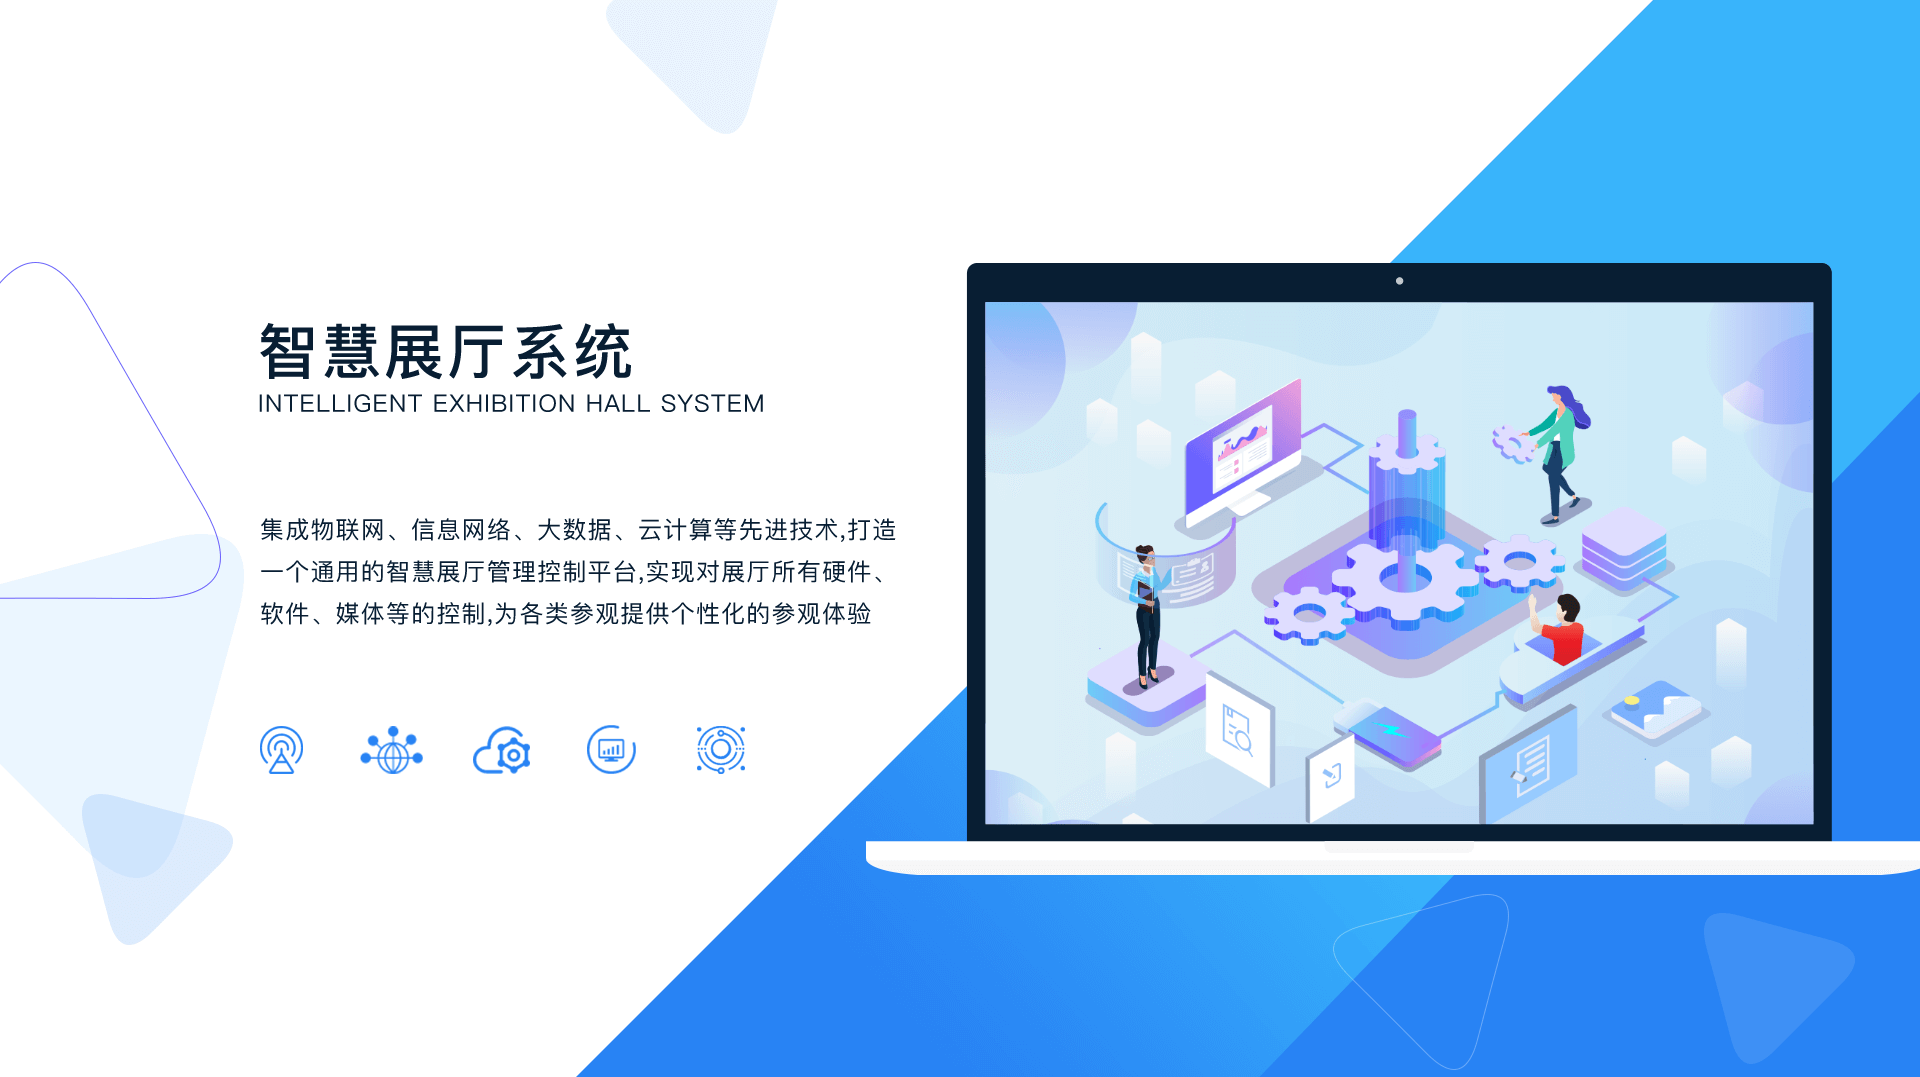 智慧展厅系统
INTELLIGENT EXHIBITION HALL SYSTEM
集成物联网、信息网络、大数据、云计算等先进技术,打造
一个通用的智慧展厅管理控制平台,实现对展厅所有硬件、
软件、媒体等的控制,为各类参观提供个性化的参观体验